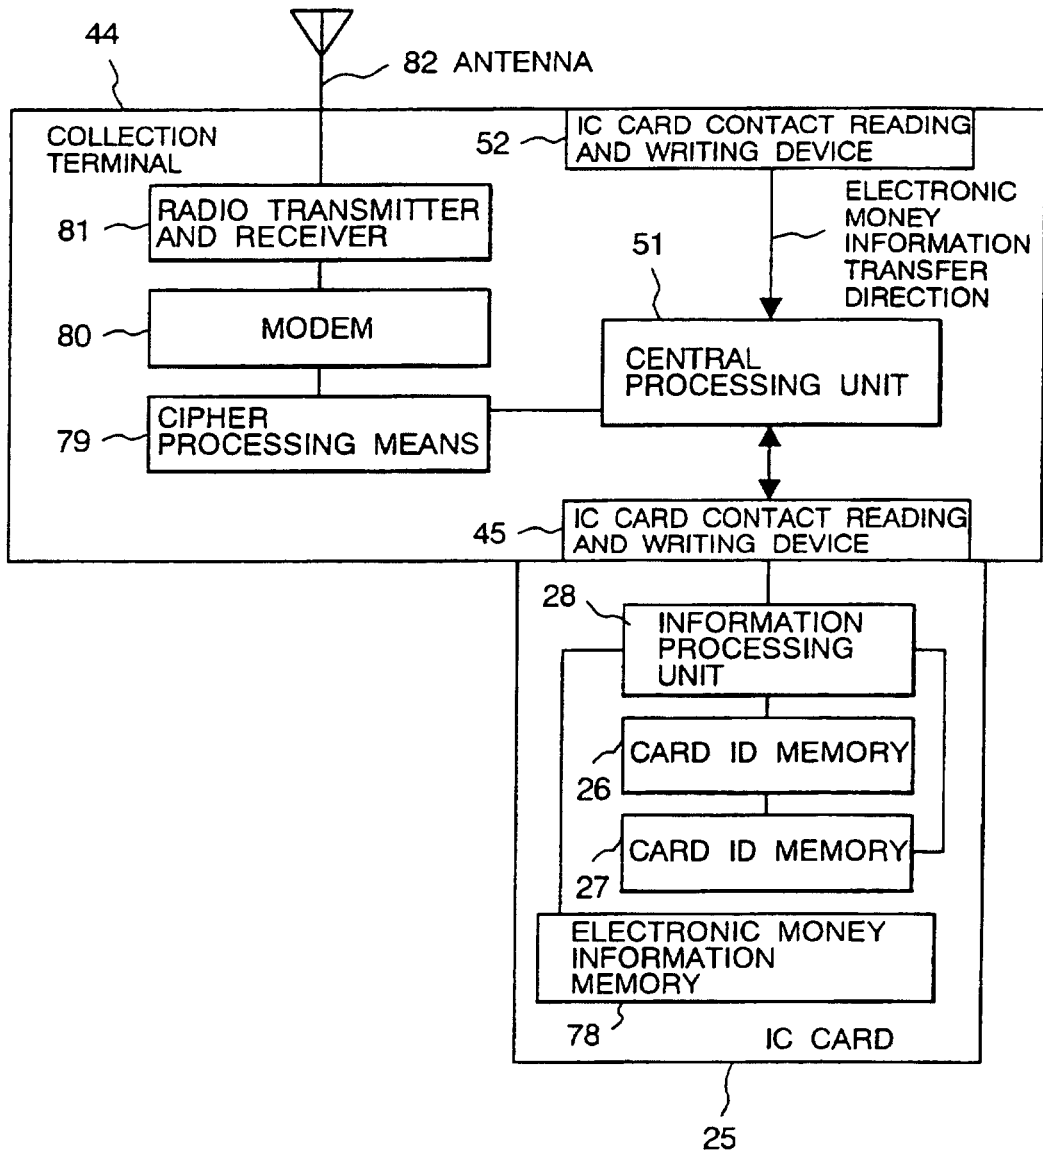 44
82 ANTENNA
COLLECTION
TERMINAL
52
IC CARD CONTACT READING
AND WRITING DEVICE
81
RADIO TRANSMITTER
AND RECEIVER
ELECTRONIC
MONEY
INFORMATION
TRANSFER
DIRECTION
51
80
MODEM
CENTRAL
PROCESSING UNIT
79
CIPHER
PROCESSING MEANS
45
IC CARD CONTACT READING
AND WRITING DEVICE
28
INFORMATION
PROCESSING
UNIT
CARD ID MEMORY
26
CARD ID MEMORY
27
ELECTRONIC MONEY
INFORMATION
MEMORY
78
IC CARD
25